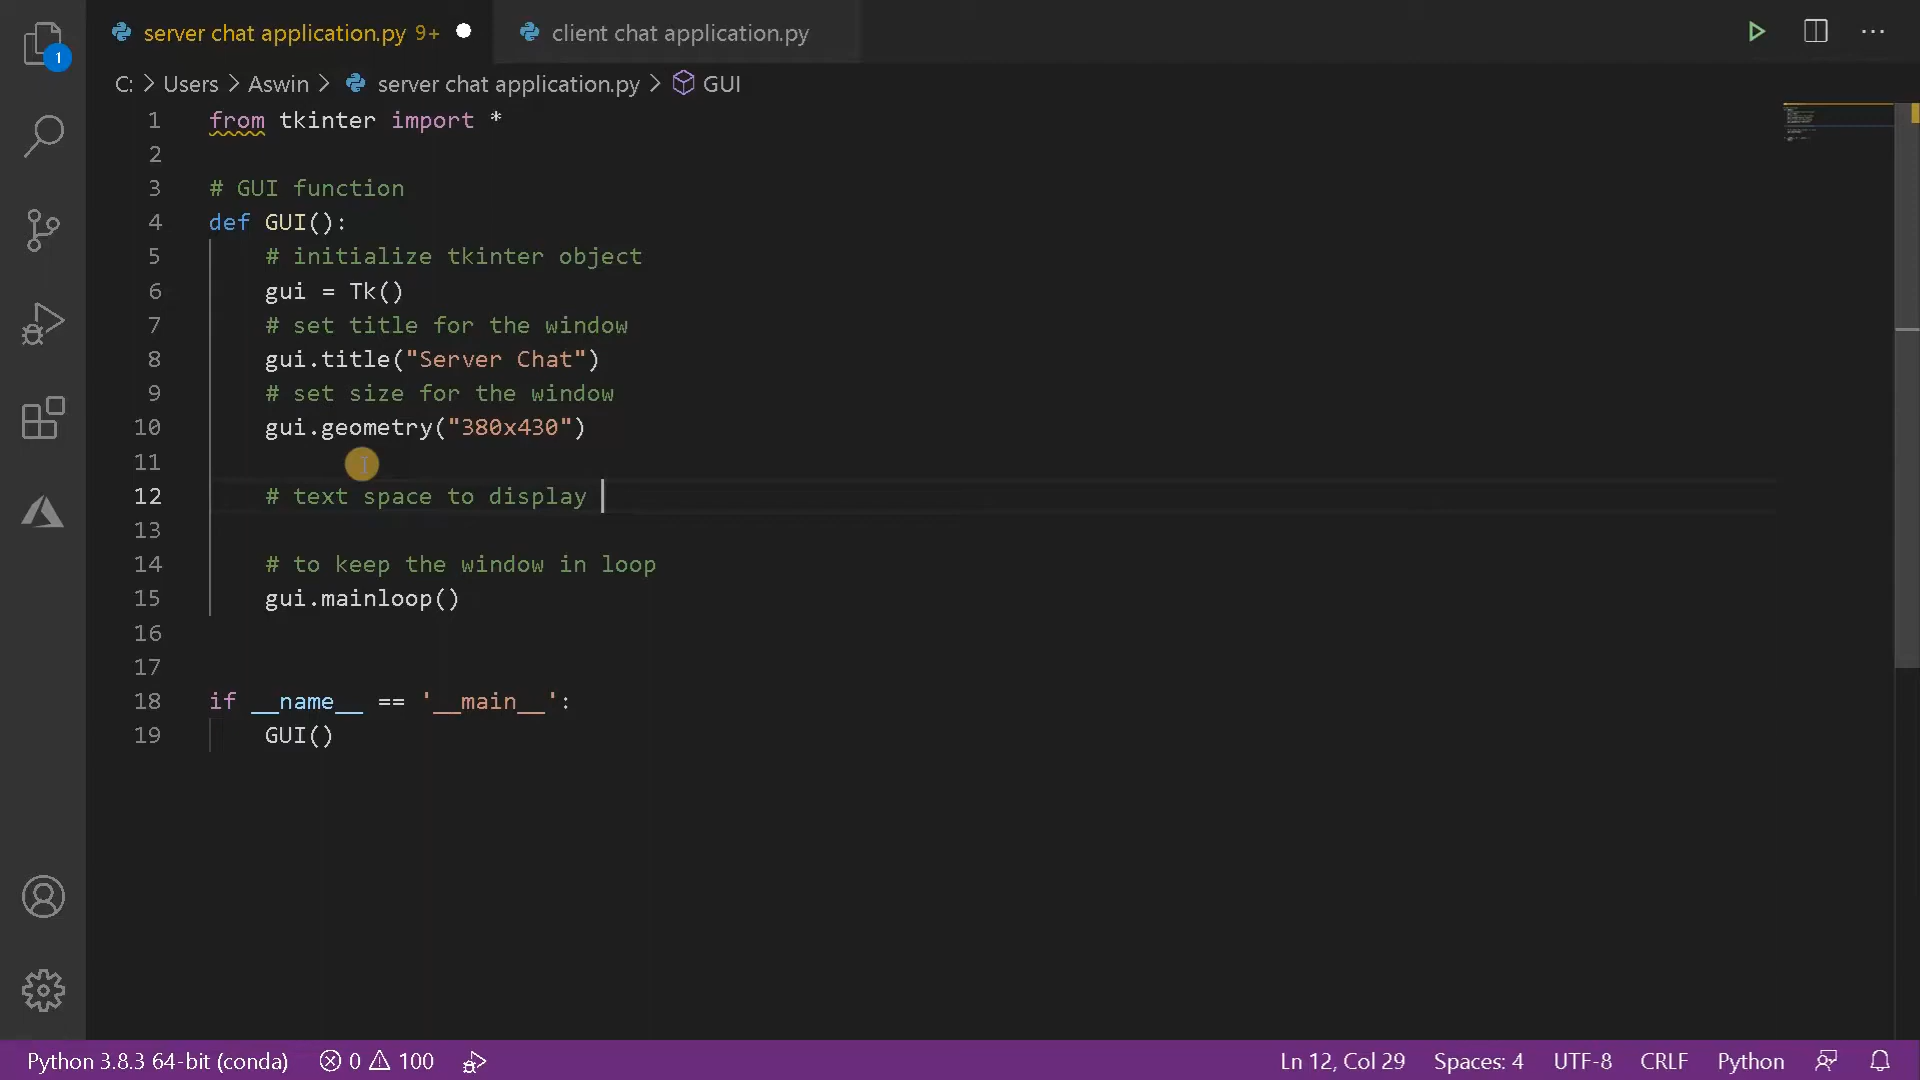 server chat application.py 9+
client chat application.py
1
C: > Users > Aswin > server chat application.py > GUI
1 from tkinter import *
2
3 # GUI function
4 def GUI():
5 # initialize tkinter object
6 gui = Tk()
7 # set title for the window
8 gui.title("Server Chat")
9 # set size for the window
10 gui.geometry("380x430")
11
12 # text space to display
13
14 # to keep the window in loop
15 gui.mainloop()
16
17
18 if __name__ == '__main__':
19 GUI()
Python 3.8.3 64-bit (conda) 0 100 Ln 12, Col 29 Spaces: 4 UTF-8 CRLF Python